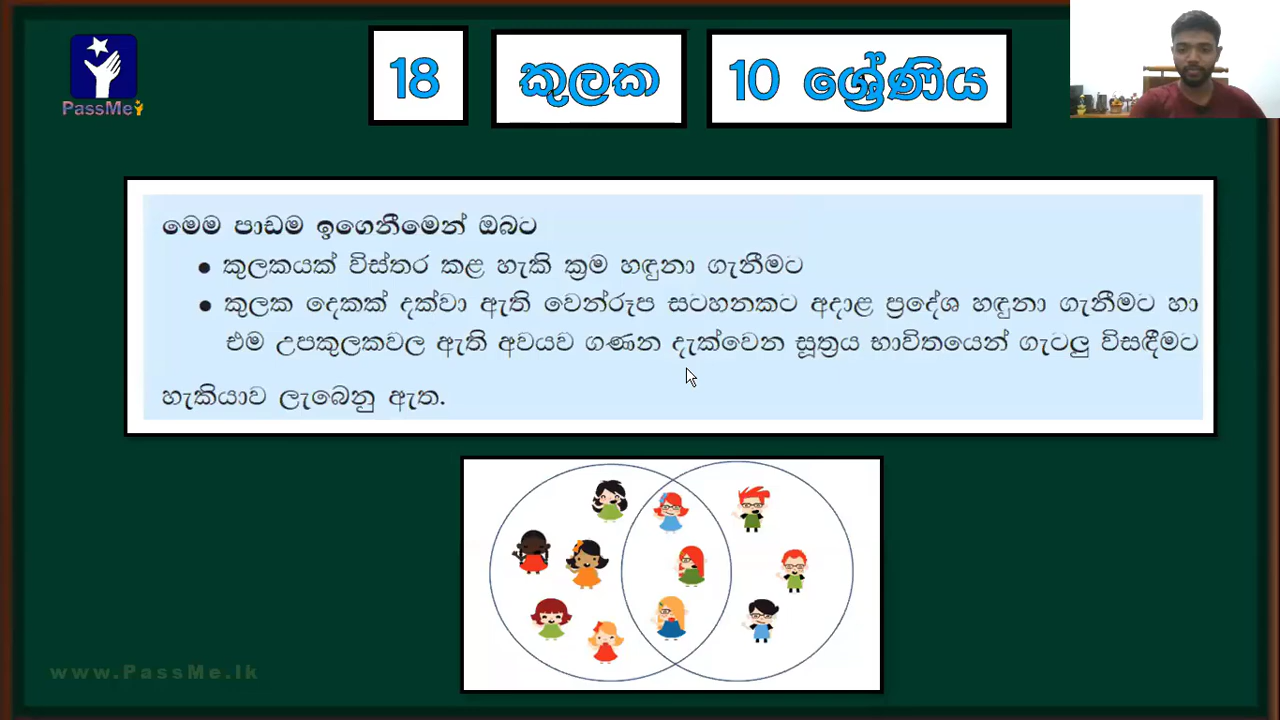 PassMe
18
කුලක
10 ශ්‍රේණිය
මෙම පාඩම ඉගෙනීමෙන් ඔබට
● කුලකයක් විස්තර කළ හැකි ක්‍රම හඳුනා ගැනීමට
● කුලක දෙකක් දක්වා ඇති වෙන්රූප සටහනකට අදාළ ප්‍රදේශ හඳුනා ගැනීමට හා
එම උපකුලකවල ඇති අවයව ගණන දැක්වෙන සූත්‍රය භාවිතයෙන් ගැටලු විසඳීමට
හැකියාව ලැබෙනු ඇත.
www.PassMe.lk